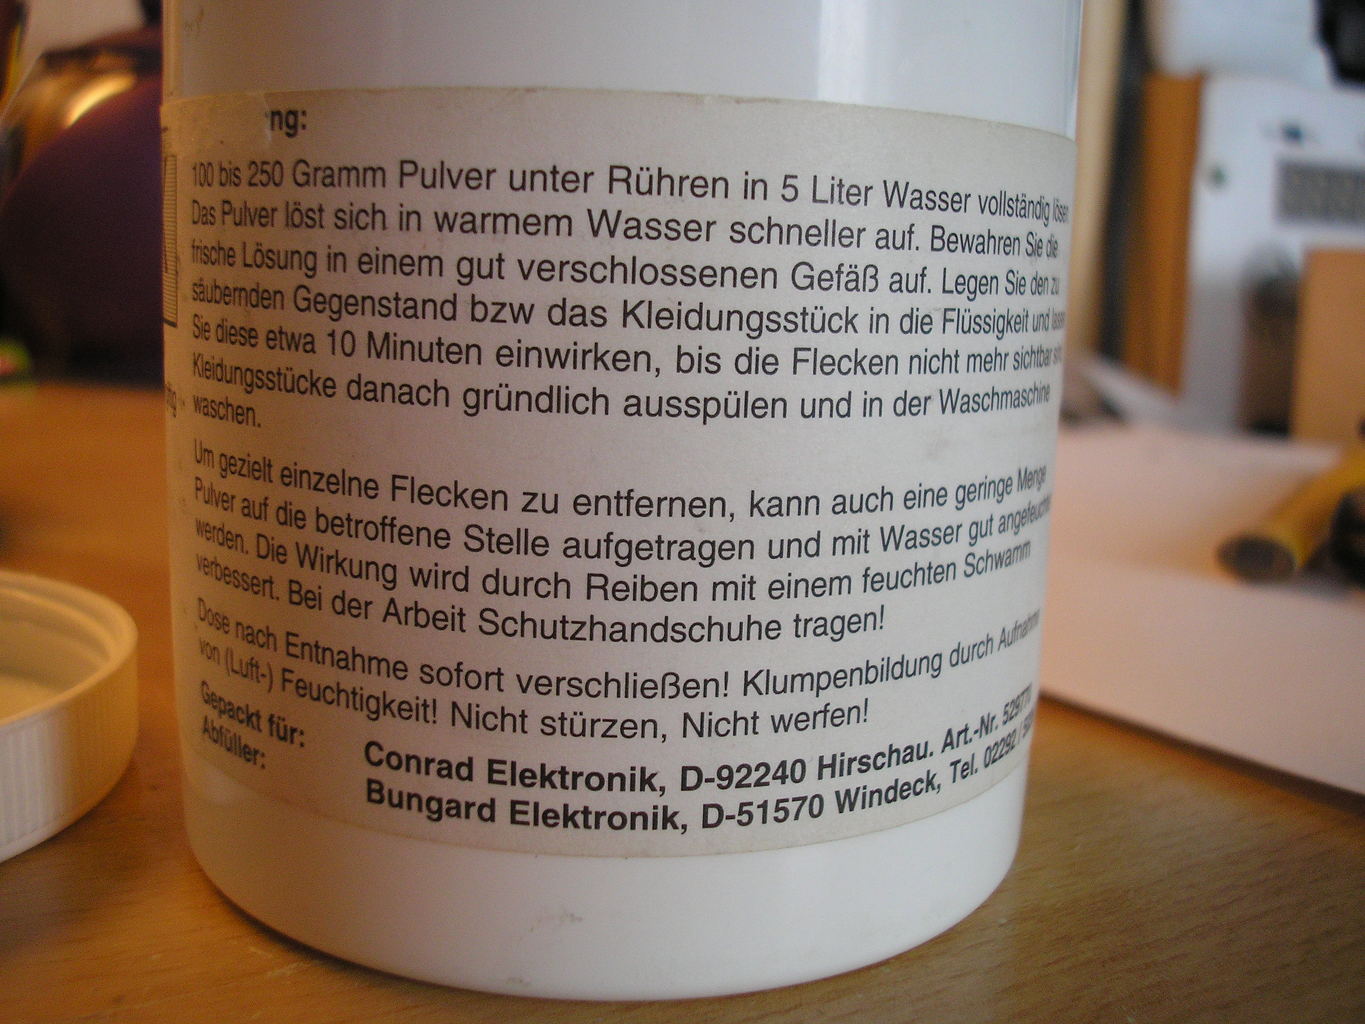 ng:
100 bis 250 Gramm Pulver unter Rühren in 5 Liter Wasser vollständig lösen
Das Pulver löst sich in warmem Wasser schneller auf. Bewahren Sie die
frische Lösung in einem gut verschlossenen Gefäß auf. Legen Sie den zu
säubernden Gegenstand bzw das Kleidungsstück in die Flüssigkeit und lassen
Sie diese etwa 10 Minuten einwirken, bis die Flecken nicht mehr sichtbar
Kleidungsstücke danach gründlich ausspülen und in der Waschmaschine
waschen.
Um gezielt einzelne Flecken zu entfernen, kann auch eine geringe Menge
Pulver auf die betroffene Stelle aufgetragen und mit Wasser gut angefeuchtet
werden. Die Wirkung wird durch Reiben mit einem feuchten Schwamm
verbessert. Bei der Arbeit Schutzhandschuhe tragen!
Dose nach Entnahme sofort verschließen! Klumpenbildung durch Aufnahme
von (Luft-) Feuchtigkeit! Nicht stürzen, Nicht werfen!
Gepackt für: Conrad Elektronik, D-92240 Hirschau. Art.-Nr.
Abfüller: Bungard Elektronik, D-51570 Windeck, Tel. 02292 /